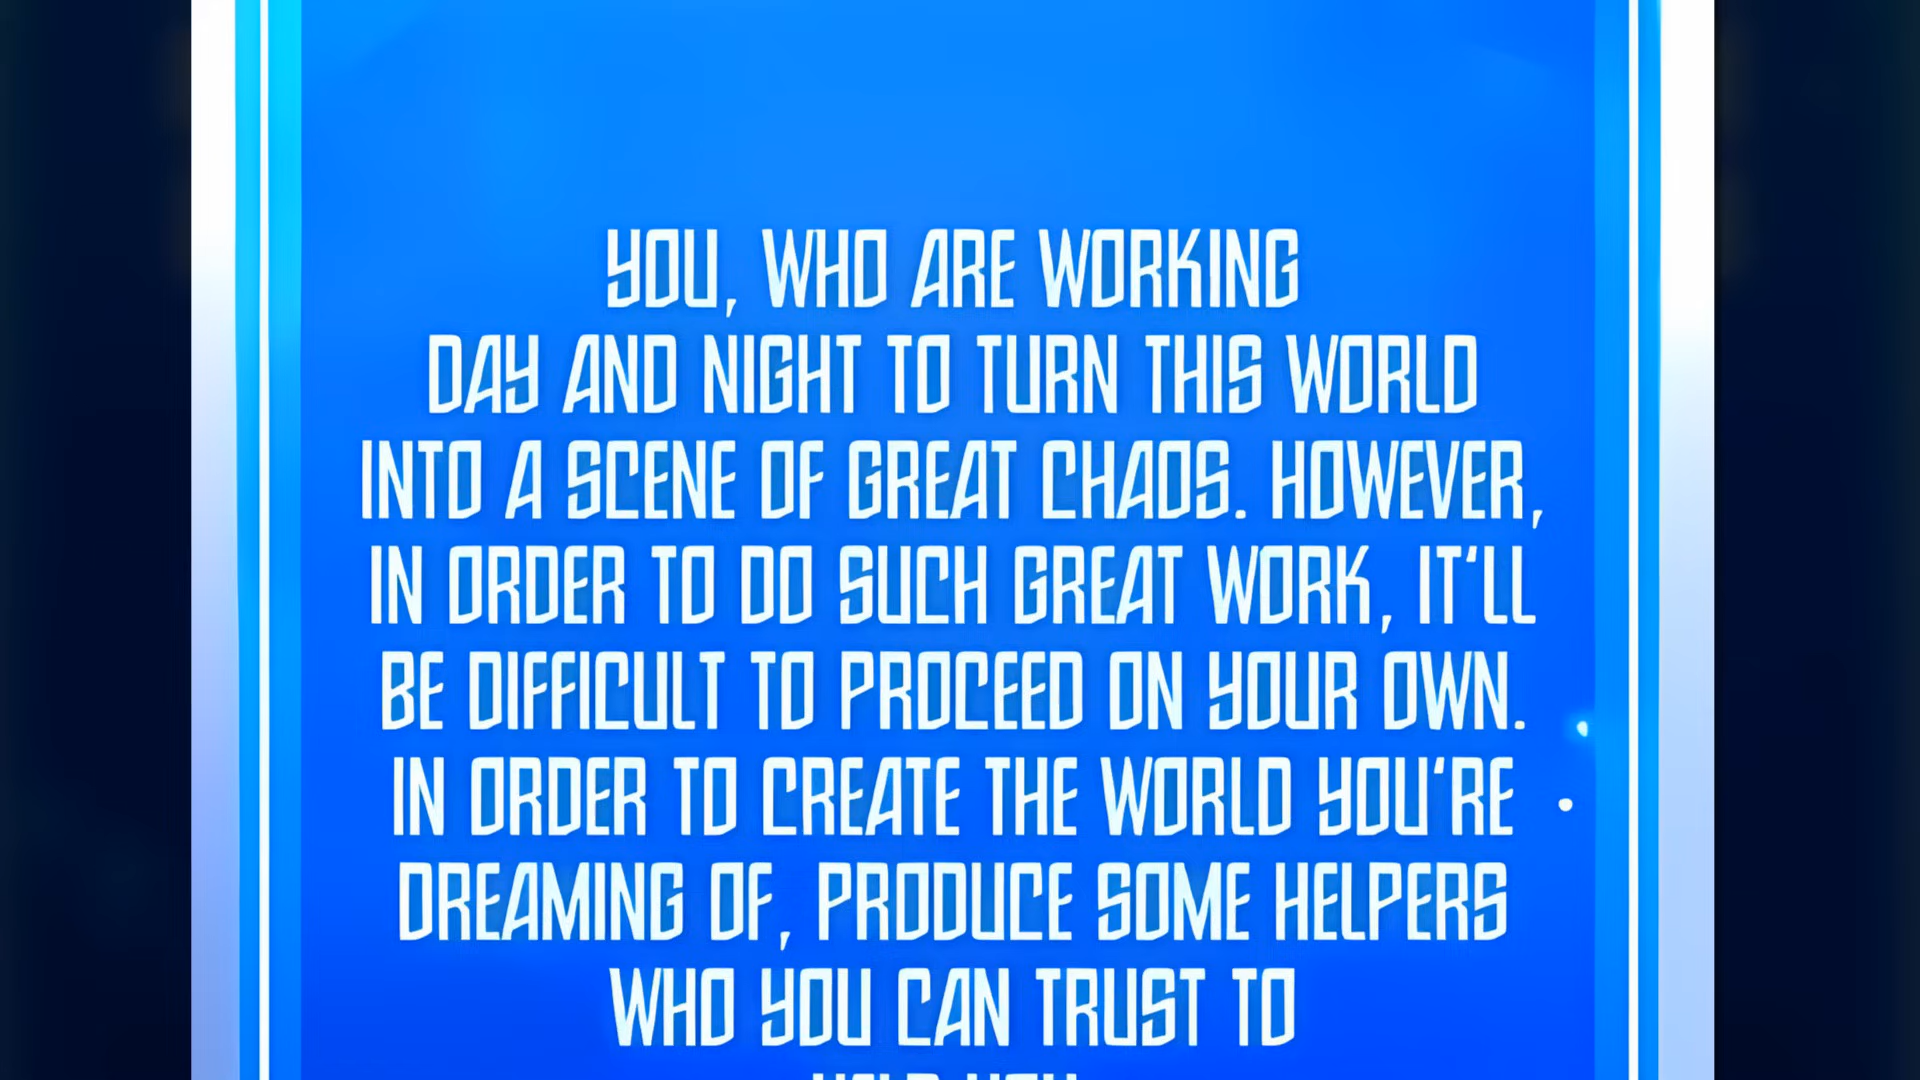 YOU, WHO ARE WORKING
DAY AND NIGHT TO TURN THIS WORLD
INTO A SCENE OF GREAT CHAOS. HOWEVER,
IN ORDER TO DO SUCH GREAT WORK, IT'LL
BE DIFFICULT TO PROCEED ON YOUR OWN.
IN ORDER TO CREATE THE WORLD YOU'RE
DREAMING OF, PRODUCE SOME HELPERS
WHO YOU CAN TRUST TO